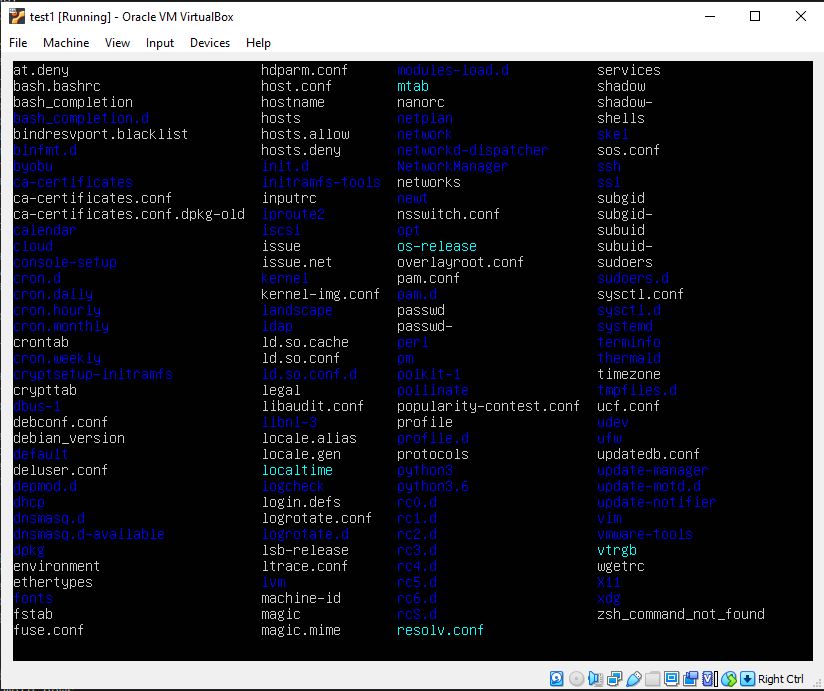 test1 [Running] - Oracle VM VirtualBox
File Machine View Input Devices Help
at.deny hdparm.conf modules-load.d services
bash.bashrc host.conf mtab shadow
bash_completion hostname nanorc shadow-
bash_completion.d hosts netplan shells
bindresvport.blacklist hosts.allow network skel
binfmt.d hosts.deny networkd-dispatcher sos.conf
byobu init.d NetworkManager ssh
ca-certificates initramfs-tools networks ssl
ca-certificates.conf inputrc newt subgid
ca-certificates.conf.dpkg-old iproute2 nsswitch.conf subgid-
calendar iscsi opt subuid
cloud issue os-release subuid-
console-setup issue.net overlayroot.conf sudoers
cron.d kernel pam.conf sudoers.d
cron.daily kernel-img.conf pam.d sysctl.conf
cron.hourly landscape passwd sysctl.d
cron.monthly ldap passwd- systemd
crontab ld.so.cache perl terminfo
cron.weekly ld.so.conf pm thermald
cryptsetup-initramfs ld.so.conf.d polkit-1 timezone
crypttab legal pollinate tmpfiles.d
dbus-1 libaudit.conf popularity-contest.conf ucf.conf
debconf.conf libnl-3 profile udev
debian_version locale.alias profile.d ufw
default locale.gen protocols updatedb.conf
deluser.conf localtime python3 update-manager
depmod.d logcheck python3.6 update-motd.d
dhcp login.defs rc0.d update-notifier
dnsmasq.d logrotate.conf rc1.d vim
dnsmasq.d-available logrotate.d rc2.d vmware-tools
dpkg lsb-release rc3.d vtrgb
environment ltrace.conf rc4.d wgetrc
ethertypes lvm rc5.d X11
fonts machine-id rc6.d xdg
fstab magic rcS.d zsh_command_not_found
fuse.conf magic.mime resolv.conf
Right Ctrl